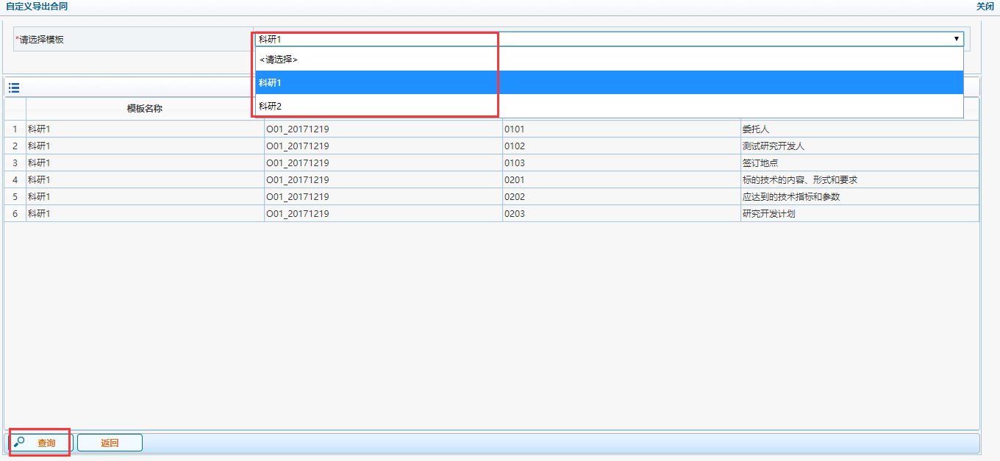 自定义导出合同 关闭
*请选择模板 科研1
<请选择>
科研1
科研2
模板名称
1 科研1 O01_20171219 0101 委托人
2 科研1 O01_20171219 0102 测试研究开发人
3 科研1 O01_20171219 0103 签订地点
4 科研1 O01_20171219 0201 标的技术的内容、形式和要求
5 科研1 O01_20171219 0202 应达到的技术指标和参数
6 科研1 O01_20171219 0203 研究开发计划
查询 返回